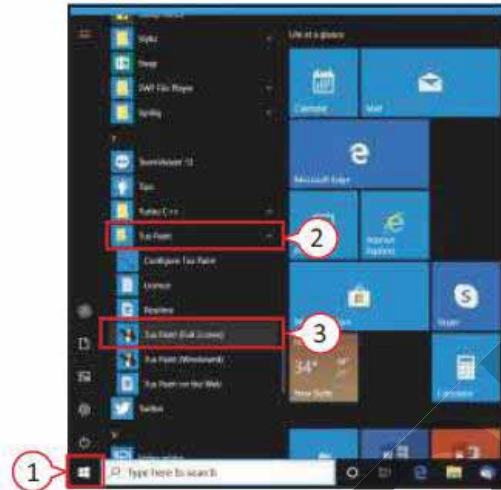 Life at a glance
Stylus
Swap
SWF File Player
Synfig
T
TeamViewer 13
Tips
Turbo C++
Tux Paint
2
Configure Tux Paint
Licence
Readme
Tux Paint (Full Screen)
3
Tux Paint (Windowed)
Tux Paint on the Web
Twitter
V
Calendar
Mail
Microsoft Edge
Internet
Explorer
Skype
34°
New Delhi
Calculator
1
Type here to search